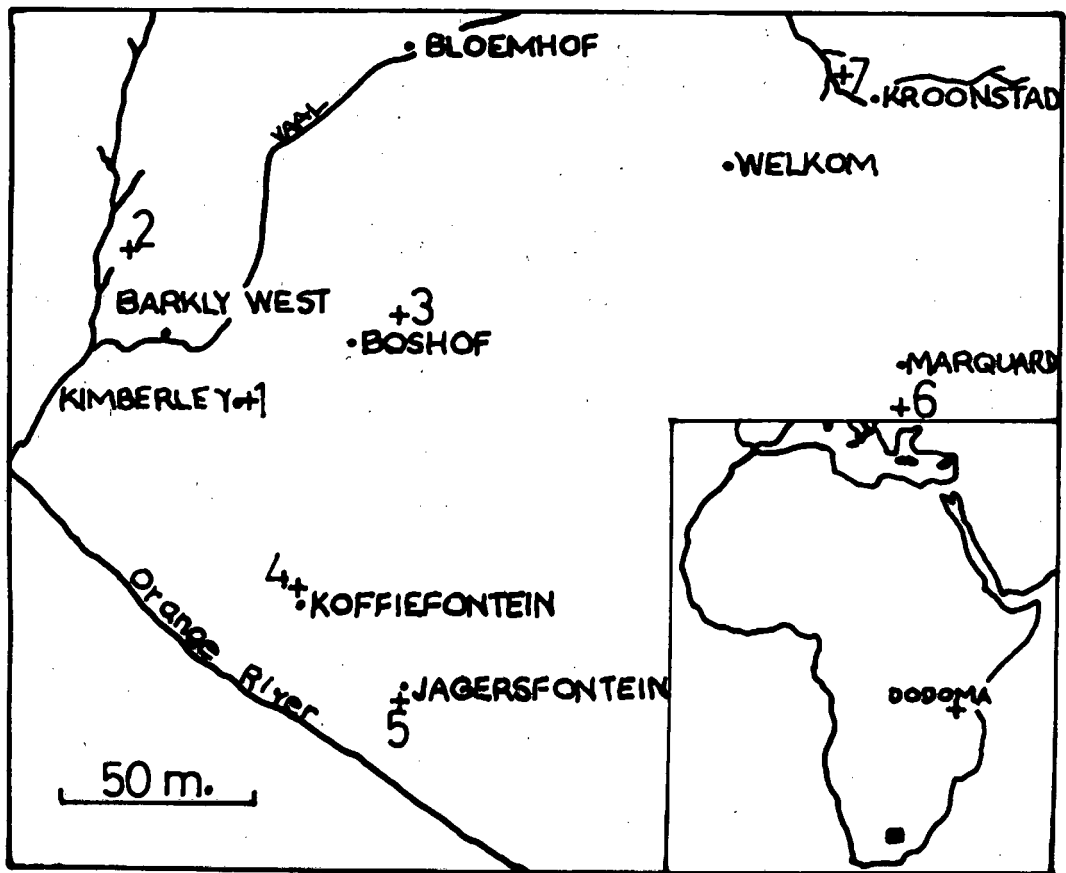 BLOEMHOF
+7
KROONSTAD
VAAL
WELKOM
+2
BARKLY WEST
+3
BOSHOF
MARQUARD
KIMBERLEY +1
+6
4+
KOFFIEFONTEIN
Orange River
JAGERSFONTEIN
+
5
DODOMA
+
50 m.